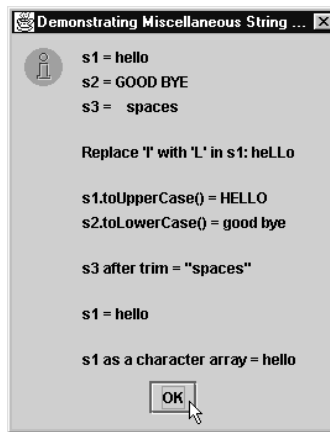 Demonstrating Miscellaneous String ...
s1 = hello
s2 = GOOD BYE
s3 =    spaces
Replace 'l' with 'L' in s1: heLLo
s1.toUpperCase() = HELLO
s2.toLowerCase() = good bye
s3 after trim = "spaces"
s1 = hello
s1 as a character array = hello
OK